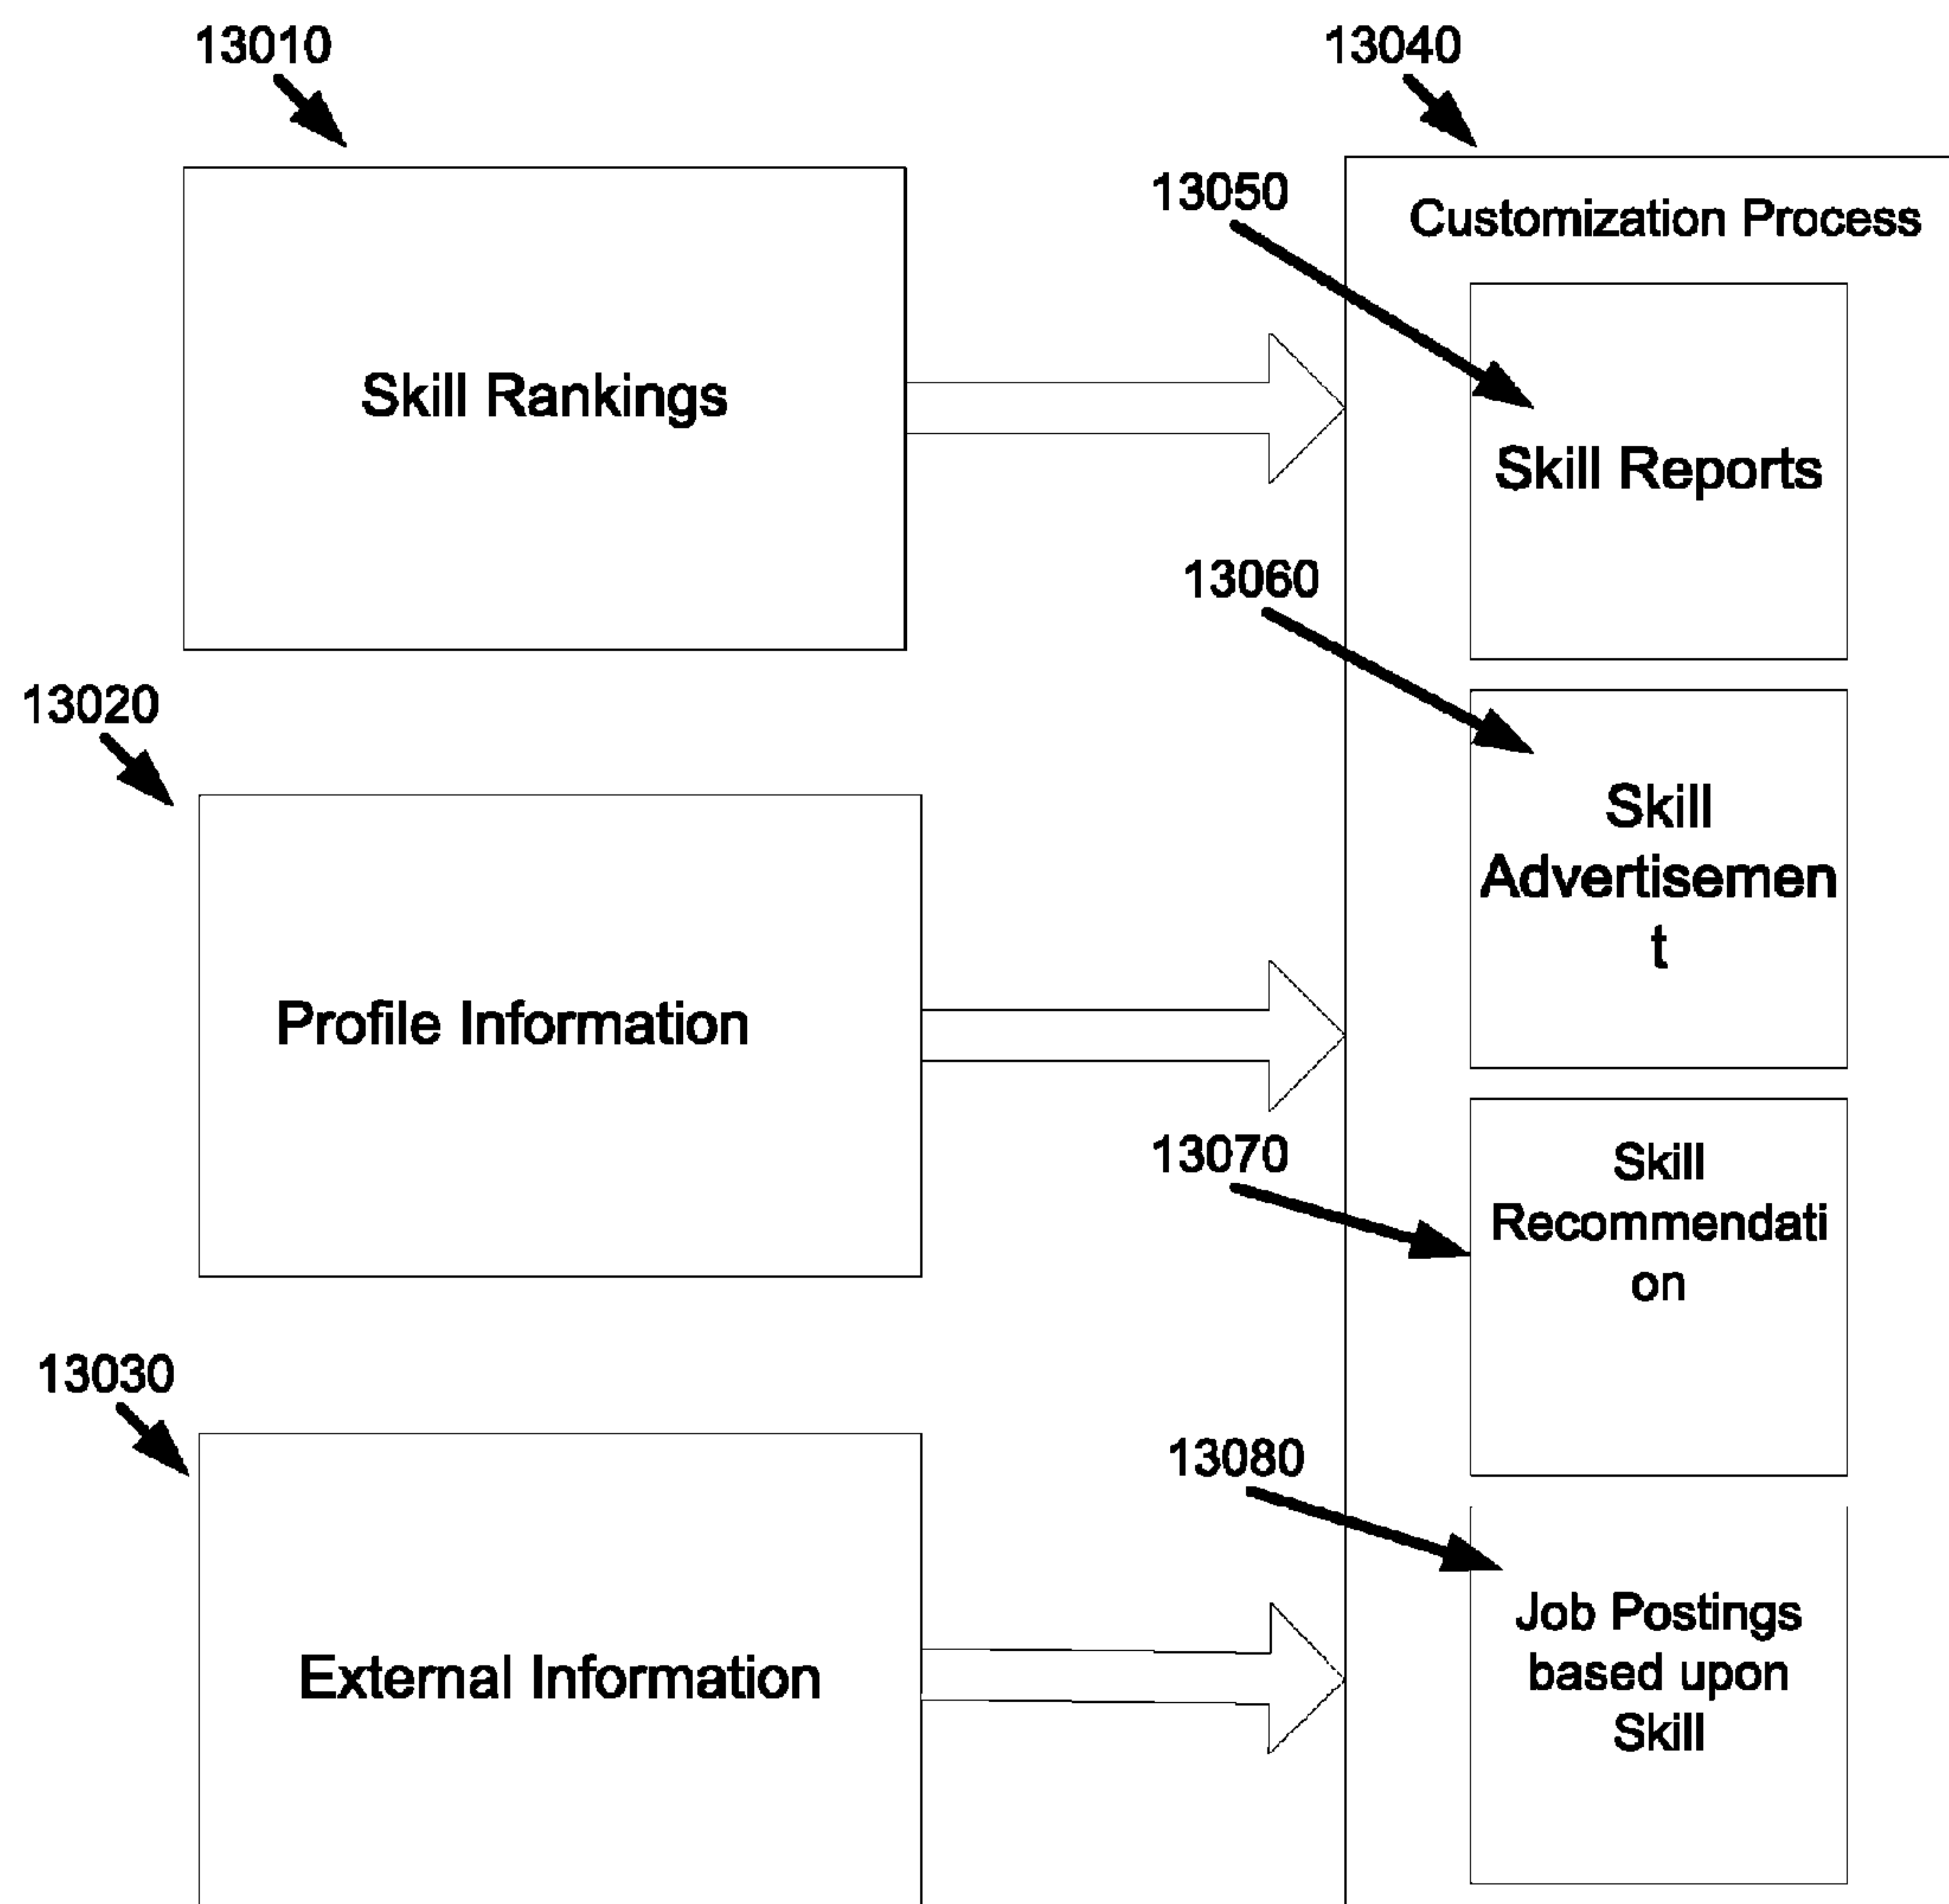 13010
13040
13050
Customization Process
Skill Rankings
Skill Reports
13060
13020
Skill
Advertisemen
t
Profile Information
13070
Skill
Recommendati
on
13030
13080
Job Postings
based upon
Skill
External Information